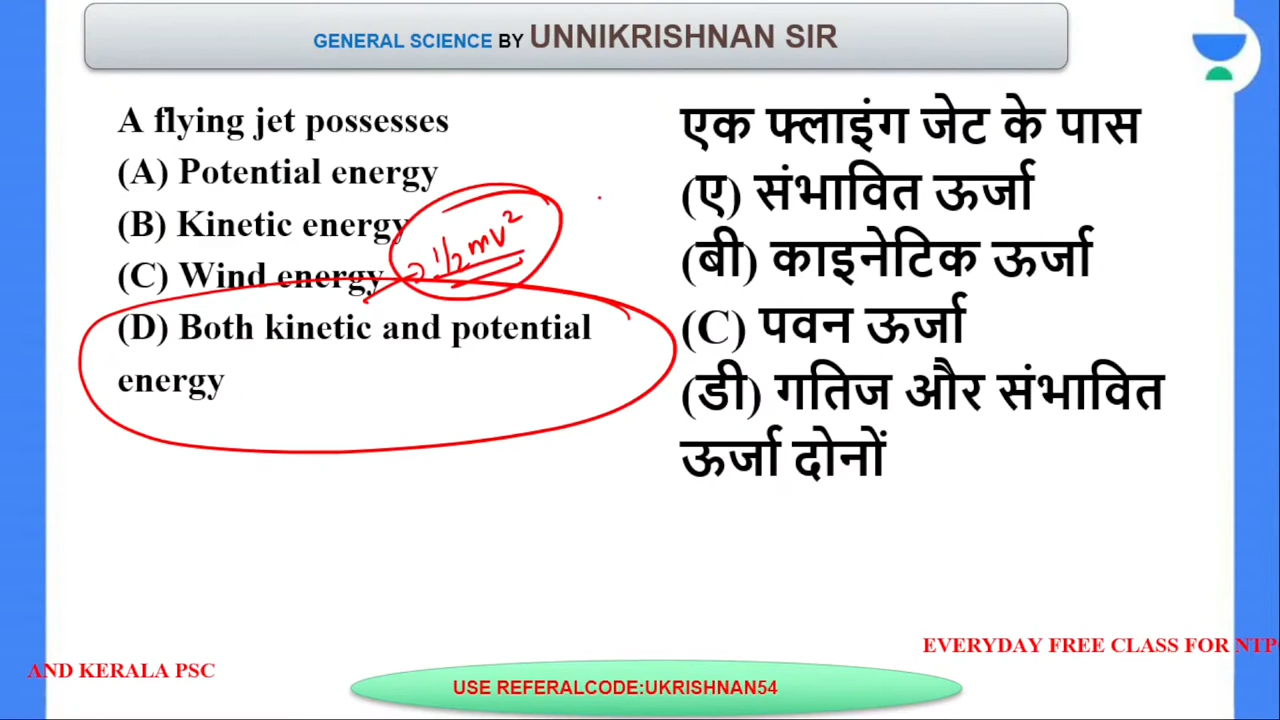 GENERAL SCIENCE BY UNNIKRISHNAN SIR
A flying jet possesses
(A) Potential energy
(B) Kinetic energy
→ 1/2 mv²
(C) Wind energy
(D) Both kinetic and potential
energy
एक फ्लाइंग जेट के पास
(ए) संभावित ऊर्जा
(बी) काइनेटिक ऊर्जा
(C) पवन ऊर्जा
(डी) गतिज और संभावित
ऊर्जा दोनों
EVERYDAY FREE CLASS FOR NTP
AND KERALA PSC
USE REFERALCODE:UKRISHNAN54